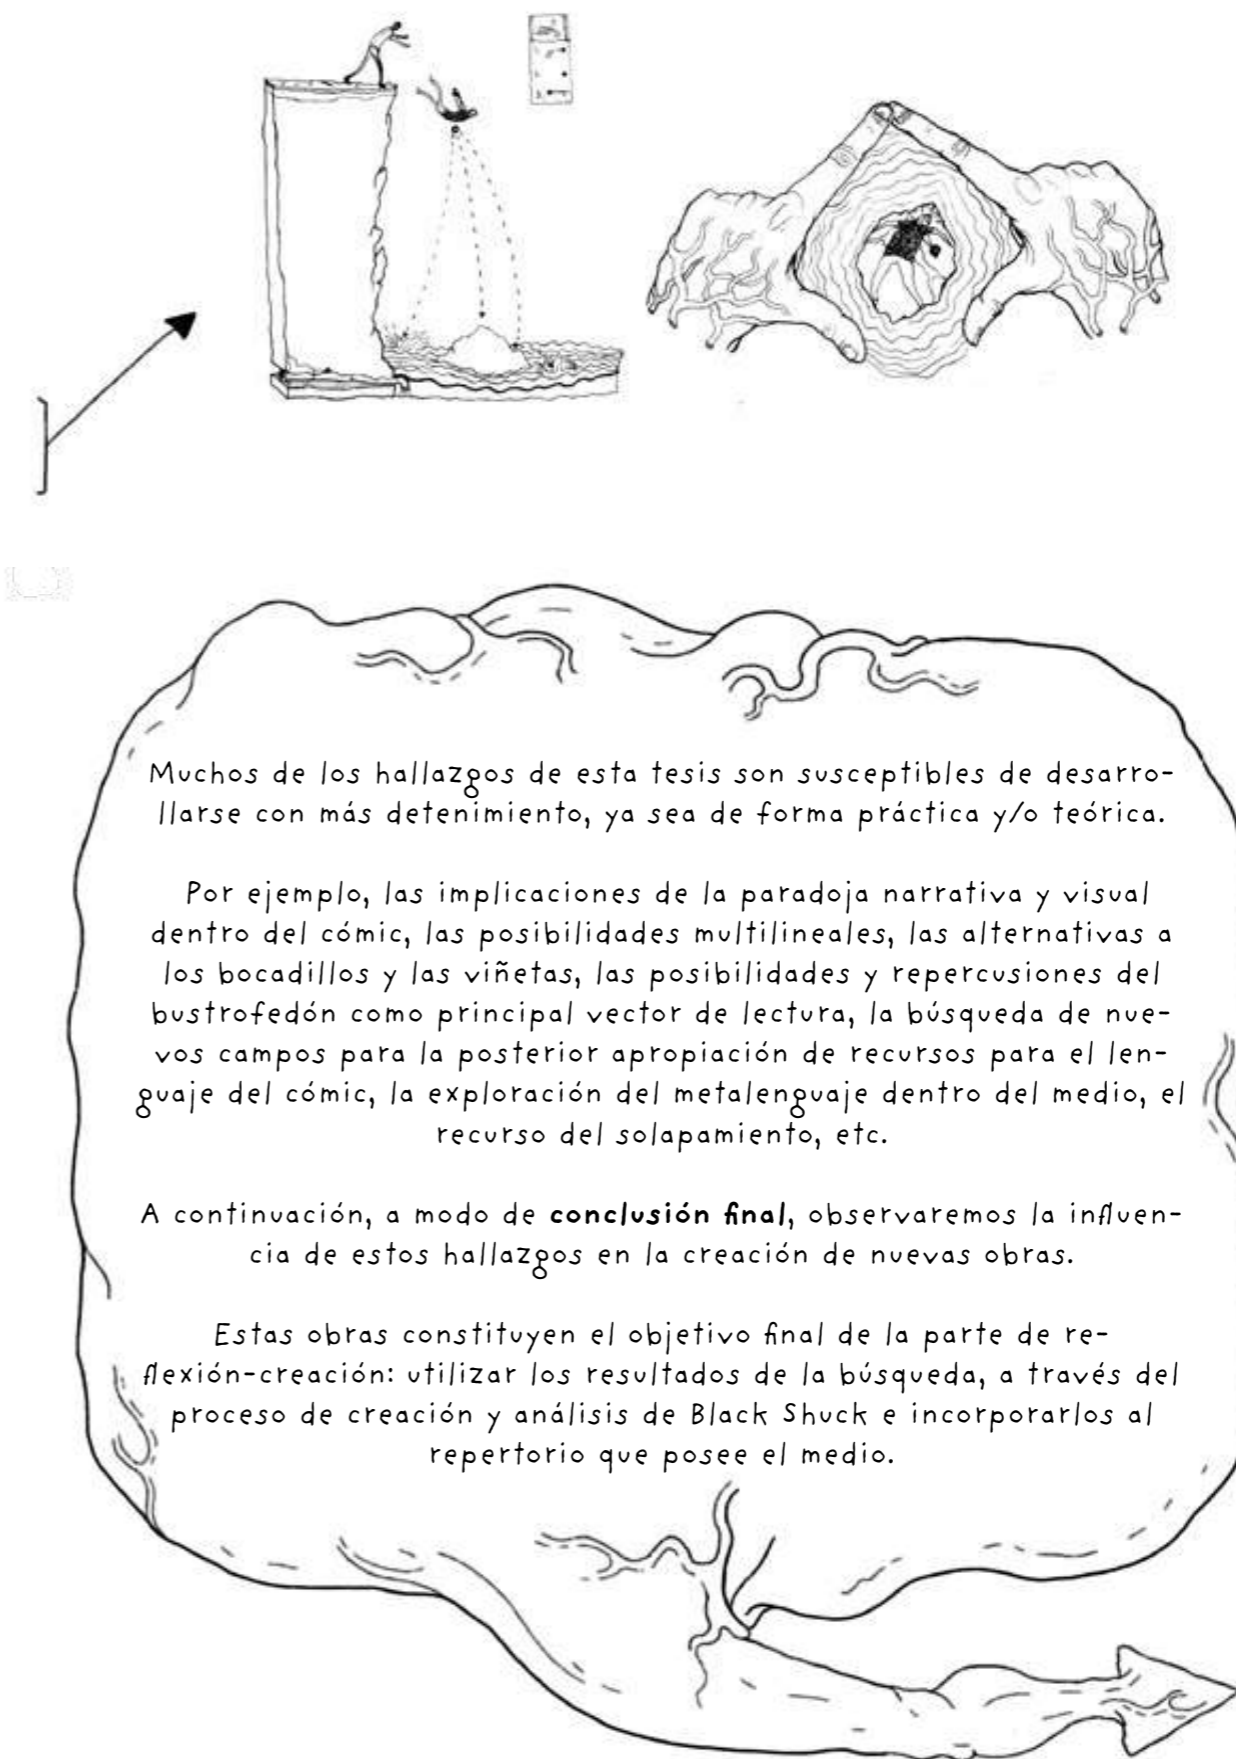 Muchos de los hallazgos de esta tesis son susceptibles de desarro-
llarse con más detenimiento, ya sea de forma práctica y/o teórica.
Por ejemplo, las implicaciones de la paradoja narrativa y visual
dentro del cómic, las posibilidades multilineales, las alternativas a
los bocadillos y las viñetas, las posibilidades y repercusiones del
bustrofedón como principal vector de lectura, la búsqueda de nue-
vos campos para la posterior apropiación de recursos para el len-
guaje del cómic, la exploración del metalenguaje dentro del medio, el
recurso del solapamiento, etc.
A continuación, a modo de conclusión final, observaremos la influen-
cia de estos hallazgos en la creación de nuevas obras.
Estas obras constituyen el objetivo final de la parte de re-
flexión-creación: utilizar los resultados de la búsqueda, a través del
proceso de creación y análisis de Black Shuck e incorporarlos al
repertorio que posee el medio.